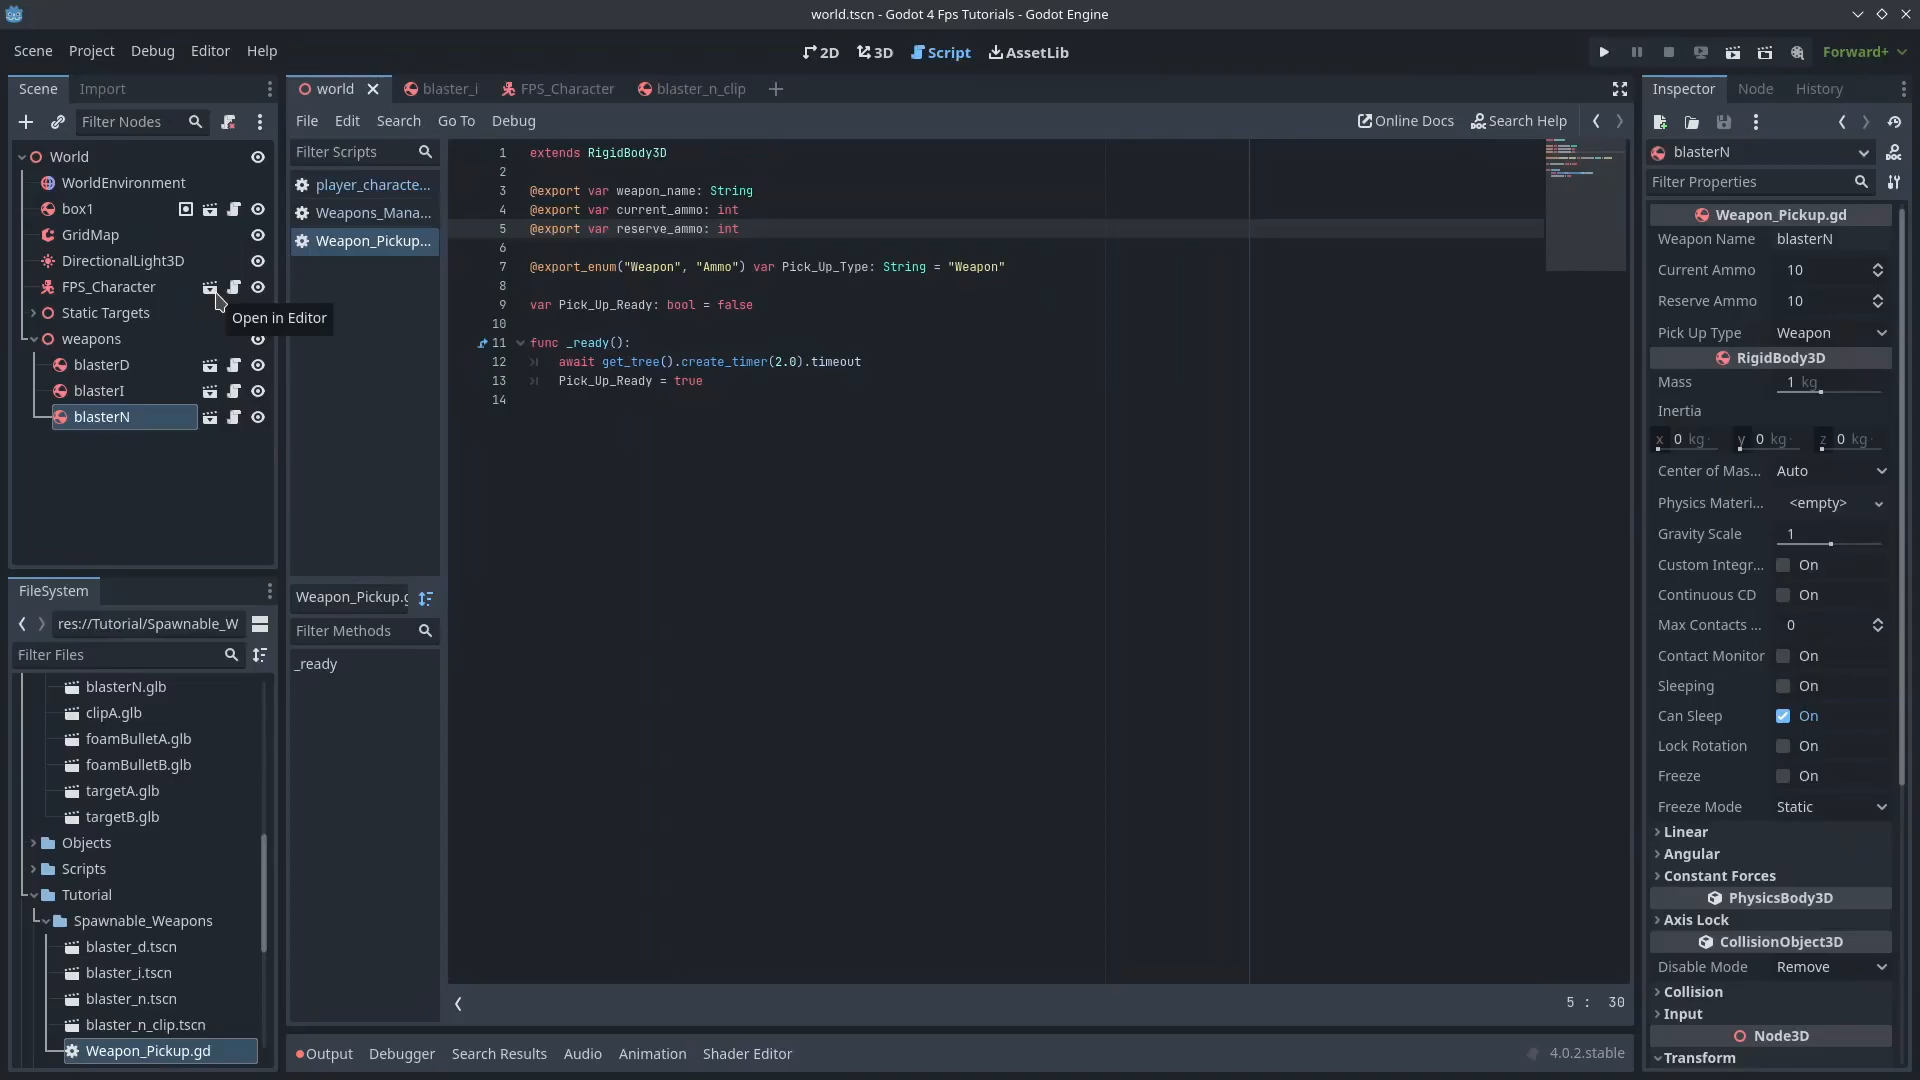 world.tscn - Godot 4 Fps Tutorials - Godot Engine
Scene Project Debug Editor Help
2D 3D Script AssetLib
Forward+
Scene Import
Filter Nodes
World
WorldEnvironment
box1
GridMap
DirectionalLight3D
FPS_Character
Open in Editor
Static Targets
weapons
blasterD
blasterI
blasterN
FileSystem
res://Tutorial/Spawnable_W
Filter Files
blasterN.glb
clipA.glb
foamBulletA.glb
foamBulletB.glb
targetA.glb
targetB.glb
Objects
Scripts
Tutorial
Spawnable_Weapons
blaster_d.tscn
blaster_i.tscn
blaster_n.tscn
blaster_n_clip.tscn
Weapon_Pickup.gd
world blaster_i FPS_Character blaster_n_clip
File Edit Search Go To Debug
Online Docs Search Help
Filter Scripts
player_characte...
Weapons_Mana...
Weapon_Pickup...
Weapon_Pickup.g
Filter Methods
_ready
1 extends RigidBody3D
2
3 @export var weapon_name: String
4 @export var current_ammo: int
5 @export var reserve_ammo: int
6
7 @export_enum("Weapon", "Ammo") var Pick_Up_Type: String = "Weapon"
8
9 var Pick_Up_Ready: bool = false
10
11 func _ready():
12 await get_tree().create_timer(2.0).timeout
13 Pick_Up_Ready = true
14
5 : 30
Output Debugger Search Results Audio Animation Shader Editor
4.0.2.stable
Inspector Node History
blasterN
Filter Properties
Weapon_Pickup.gd
Weapon Name blasterN
Current Ammo 10
Reserve Ammo 10
Pick Up Type Weapon
RigidBody3D
Mass 1 kg
Inertia
x 0 kg· y 0 kg· z 0 kg·
Center of Mas... Auto
Physics Materi... <empty>
Gravity Scale 1
Custom Integr... On
Continuous CD On
Max Contacts ... 0
Contact Monitor On
Sleeping On
Can Sleep On
Lock Rotation On
Freeze On
Freeze Mode Static
Linear
Angular
Constant Forces
PhysicsBody3D
Axis Lock
CollisionObject3D
Disable Mode Remove
Collision
Input
Node3D
Transform